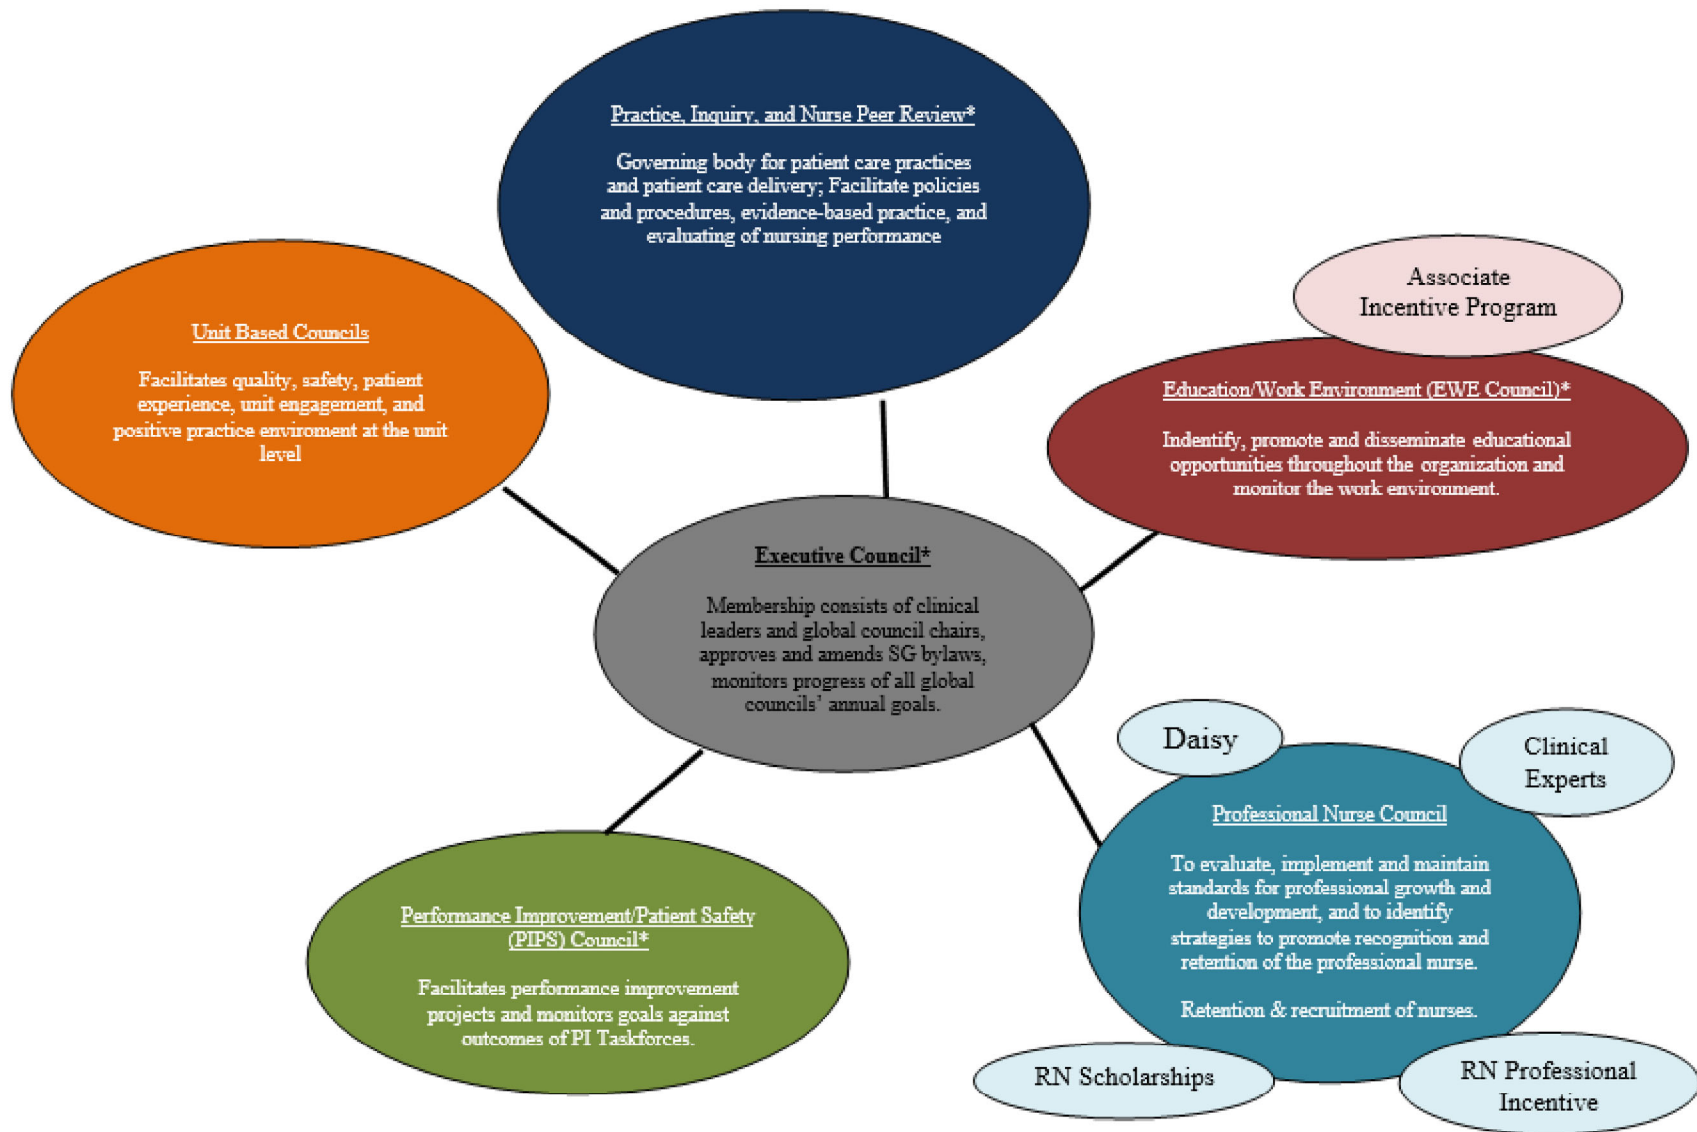 Practice, Inquiry, and Nurse Peer Review*
Governing body for patient care practices
and patient care delivery; Facilitate policies
and procedures, evidence-based practice, and
evaluating of nursing performance
Unit Based Councils
Facilitates quality, safety, patient
experience, unit engagement, and
positive practice enviroment at the unit
level
Associate
Incentive Program
Education/Work Environment (EWE Council)*
Indentify, promote and disseminate educational
opportunities throughout the organization and
monitor the work environment.
Executive Council*
Membership consists of clinical
leaders and global council chairs,
approves and amends SG bylaws,
monitors progress of all global
councils’ annual goals.
Performance Improvement/Patient Safety
(PIPS) Council*
Facilitates performance improvement
projects and monitors goals against
outcomes of PI Taskforces.
Daisy
Clinical
Experts
Professional Nurse Council
To evaluate, implement and maintain
standards for professional growth and
development, and to identify
strategies to promote recognition and
retention of the professional nurse.
Retention & recruitment of nurses.
RN Scholarships
RN Professional
Incentive